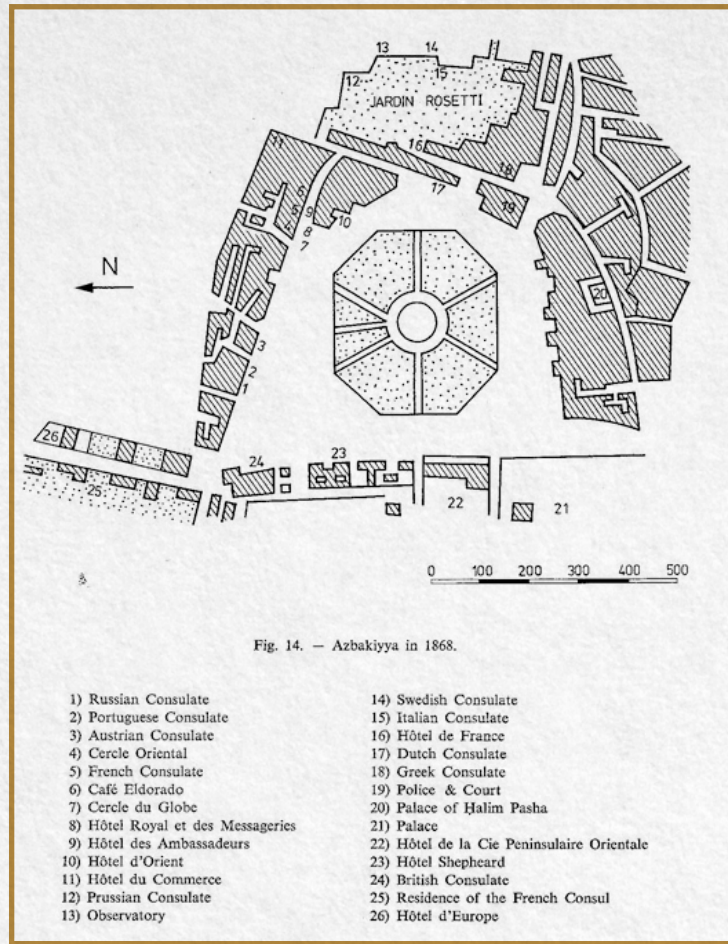 13 14
12 15
JARDIN ROSETTI
11 16
18
17
6
5 9 10
4 8
7
19
N
20
3
2
1
26
25
24 23
22 21
0 100 200 300 400 500
Fig. 14. — Azbakiyya in 1868.
1) Russian Consulate
2) Portuguese Consulate
3) Austrian Consulate
4) Cercle Oriental
5) French Consulate
6) Café Eldorado
7) Cercle du Globe
8) Hôtel Royal et des Messageries
9) Hôtel des Ambassadeurs
10) Hôtel d'Orient
11) Hôtel du Commerce
12) Prussian Consulate
13) Observatory
14) Swedish Consulate
15) Italian Consulate
16) Hôtel de France
17) Dutch Consulate
18) Greek Consulate
19) Police & Court
20) Palace of Ḥalim Pasha
21) Palace
22) Hôtel de la Cie Peninsulaire Orientale
23) Hôtel Shepheard
24) British Consulate
25) Residence of the French Consul
26) Hôtel d'Europe